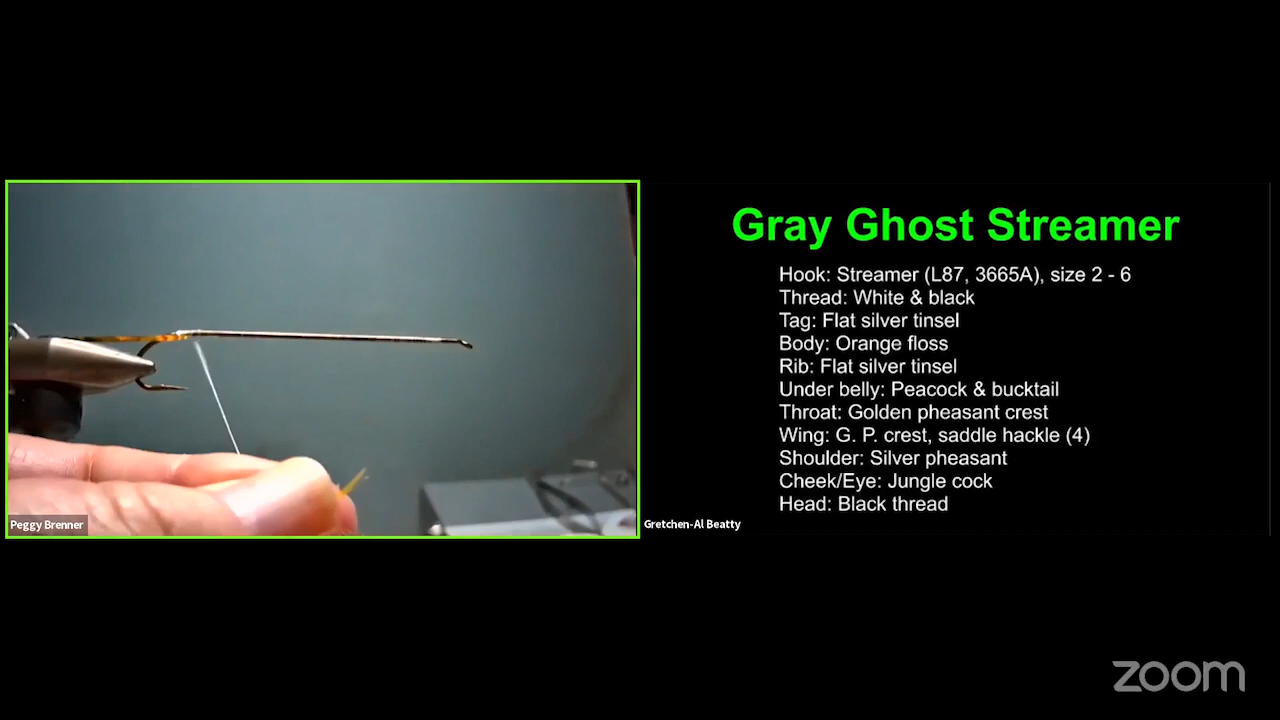 Gray Ghost Streamer
Hook: Streamer (L87, 3665A), size 2 - 6
Thread: White & black
Tag: Flat silver tinsel
Body: Orange floss
Rib: Flat silver tinsel
Under belly: Peacock & bucktail
Throat: Golden pheasant crest
Wing: G. P. crest, saddle hackle (4)
Shoulder: Silver pheasant
Cheek/Eye: Jungle cock
Head: Black thread
Peggy Brenner
Gretchen-Al Beatty
zoom